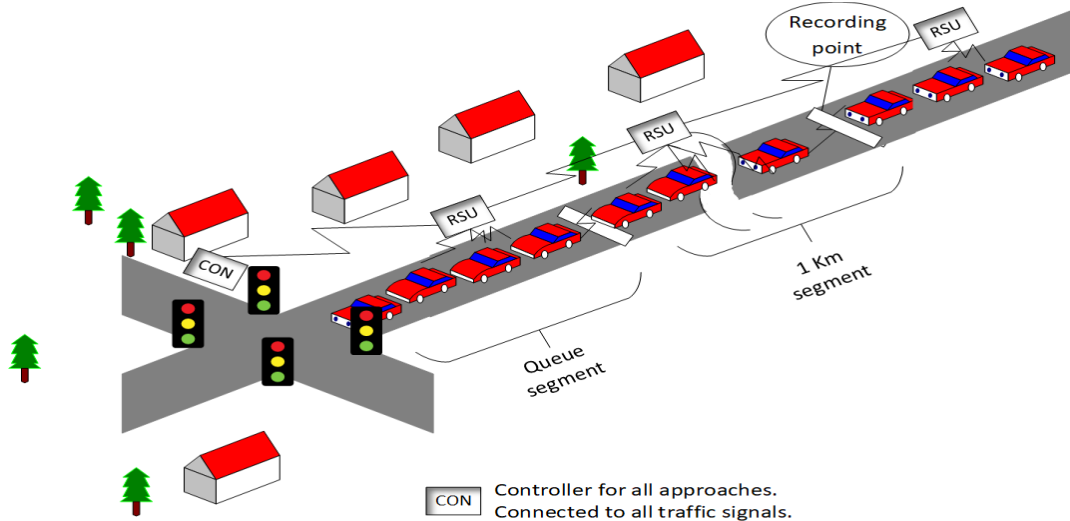 Recording
point
RSU
RSU
RSU
CON
1 Km
segment
Queue
segment
CON
Controller for all approaches.
Connected to all traffic signals.